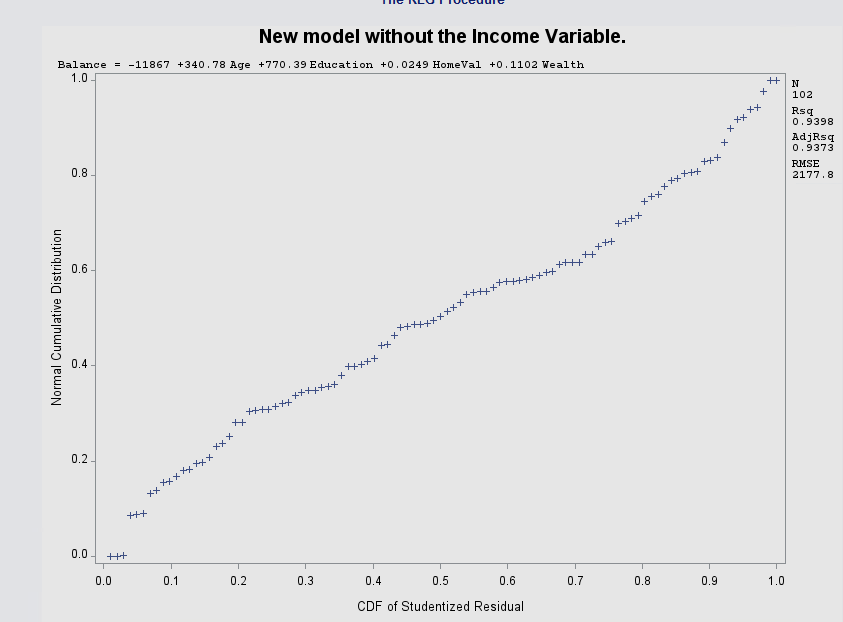 The REG Procedure
New model without the Income Variable.
Balance = -11867 +340.78 Age +770.39 Education +0.0249 HomeVal +0.1102 Wealth
N
102
Rsq
0.9398
AdjRsq
0.9373
RMSE
2177.8
Normal Cumulative Distribution
1.0
0.8
0.6
0.4
0.2
0.0
0.0 0.1 0.2 0.3 0.4 0.5 0.6 0.7 0.8 0.9 1.0
CDF of Studentized Residual